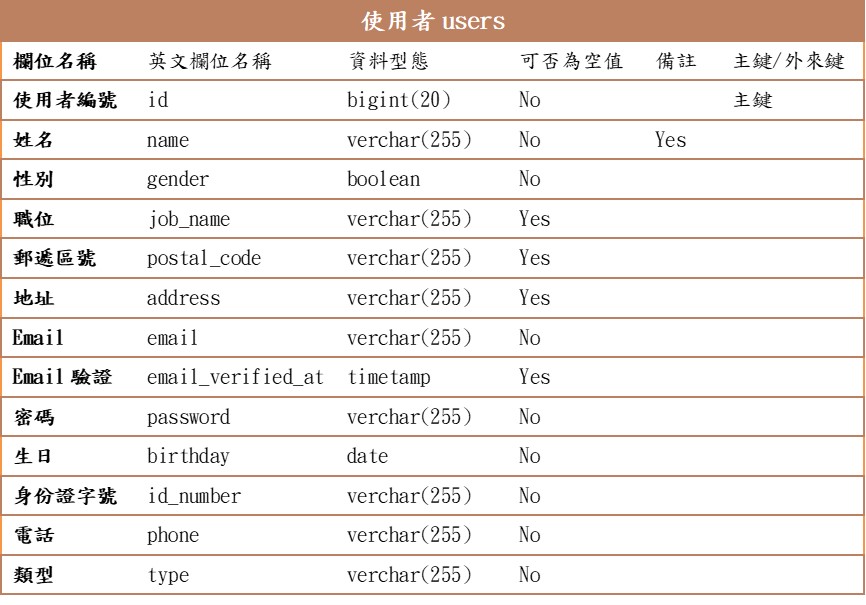 使用者 users
欄位名稱 英文欄位名稱 資料型態 可否為空值 備註 主鍵/外來鍵
使用者編號 id bigint(20) No 主鍵
姓名 name verchar(255) No Yes
性別 gender boolean No
職位 job_name verchar(255) Yes
郵遞區號 postal_code verchar(255) Yes
地址 address verchar(255) Yes
Email email verchar(255) No
Email 驗證 email_verified_at timetamp Yes
密碼 password verchar(255) No
生日 birthday date No
身份證字號 id_number verchar(255) No
電話 phone verchar(255) No
類型 type verchar(255) No